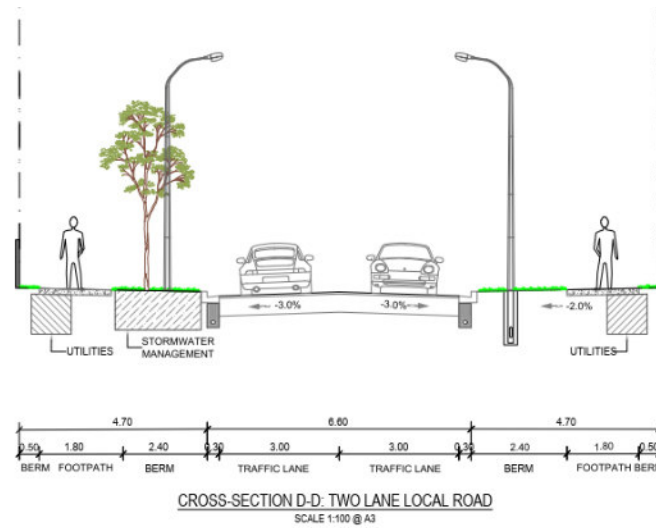 -3.0%
-3.0%
-2.0%
UTILITIES
STORMWATER
MANAGEMENT
UTILITIES
4.70
6.60
4.70
0.50
1.80
2.40
0.30
3.00
3.00
0.30
2.40
1.80
0.50
BERM
FOOTPATH
BERM
TRAFFIC LANE
TRAFFIC LANE
BERM
FOOTPATH
BERM
CROSS-SECTION D-D: TWO LANE LOCAL ROAD
SCALE 1:100 @ A3